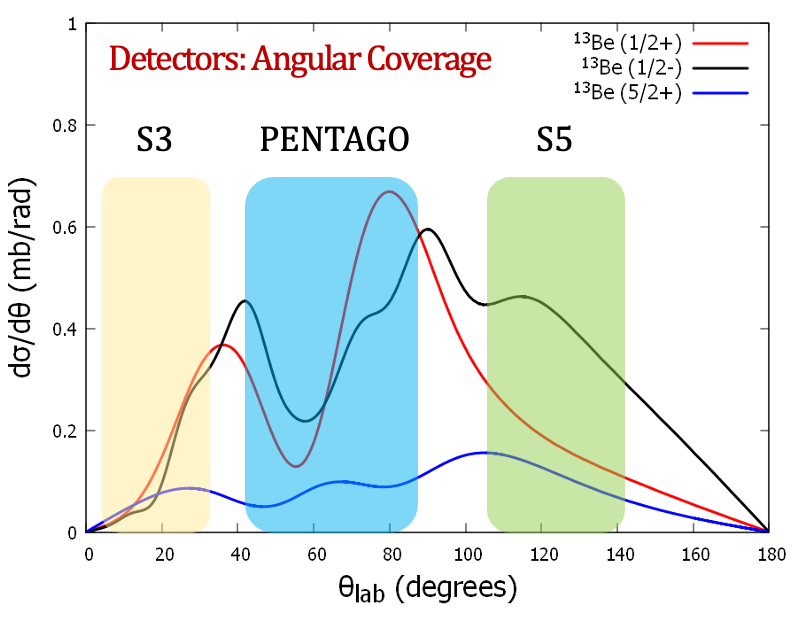 Detectors: Angular Coverage
¹³Be (1/2+)
¹³Be (1/2-)
¹³Be (5/2+)
S3
PENTAGO
S5
dσ/dθ (mb/rad)
1
0.8
0.6
0.4
0.2
0
0 20 40 60 80 100 120 140 160 180
θlab (degrees)